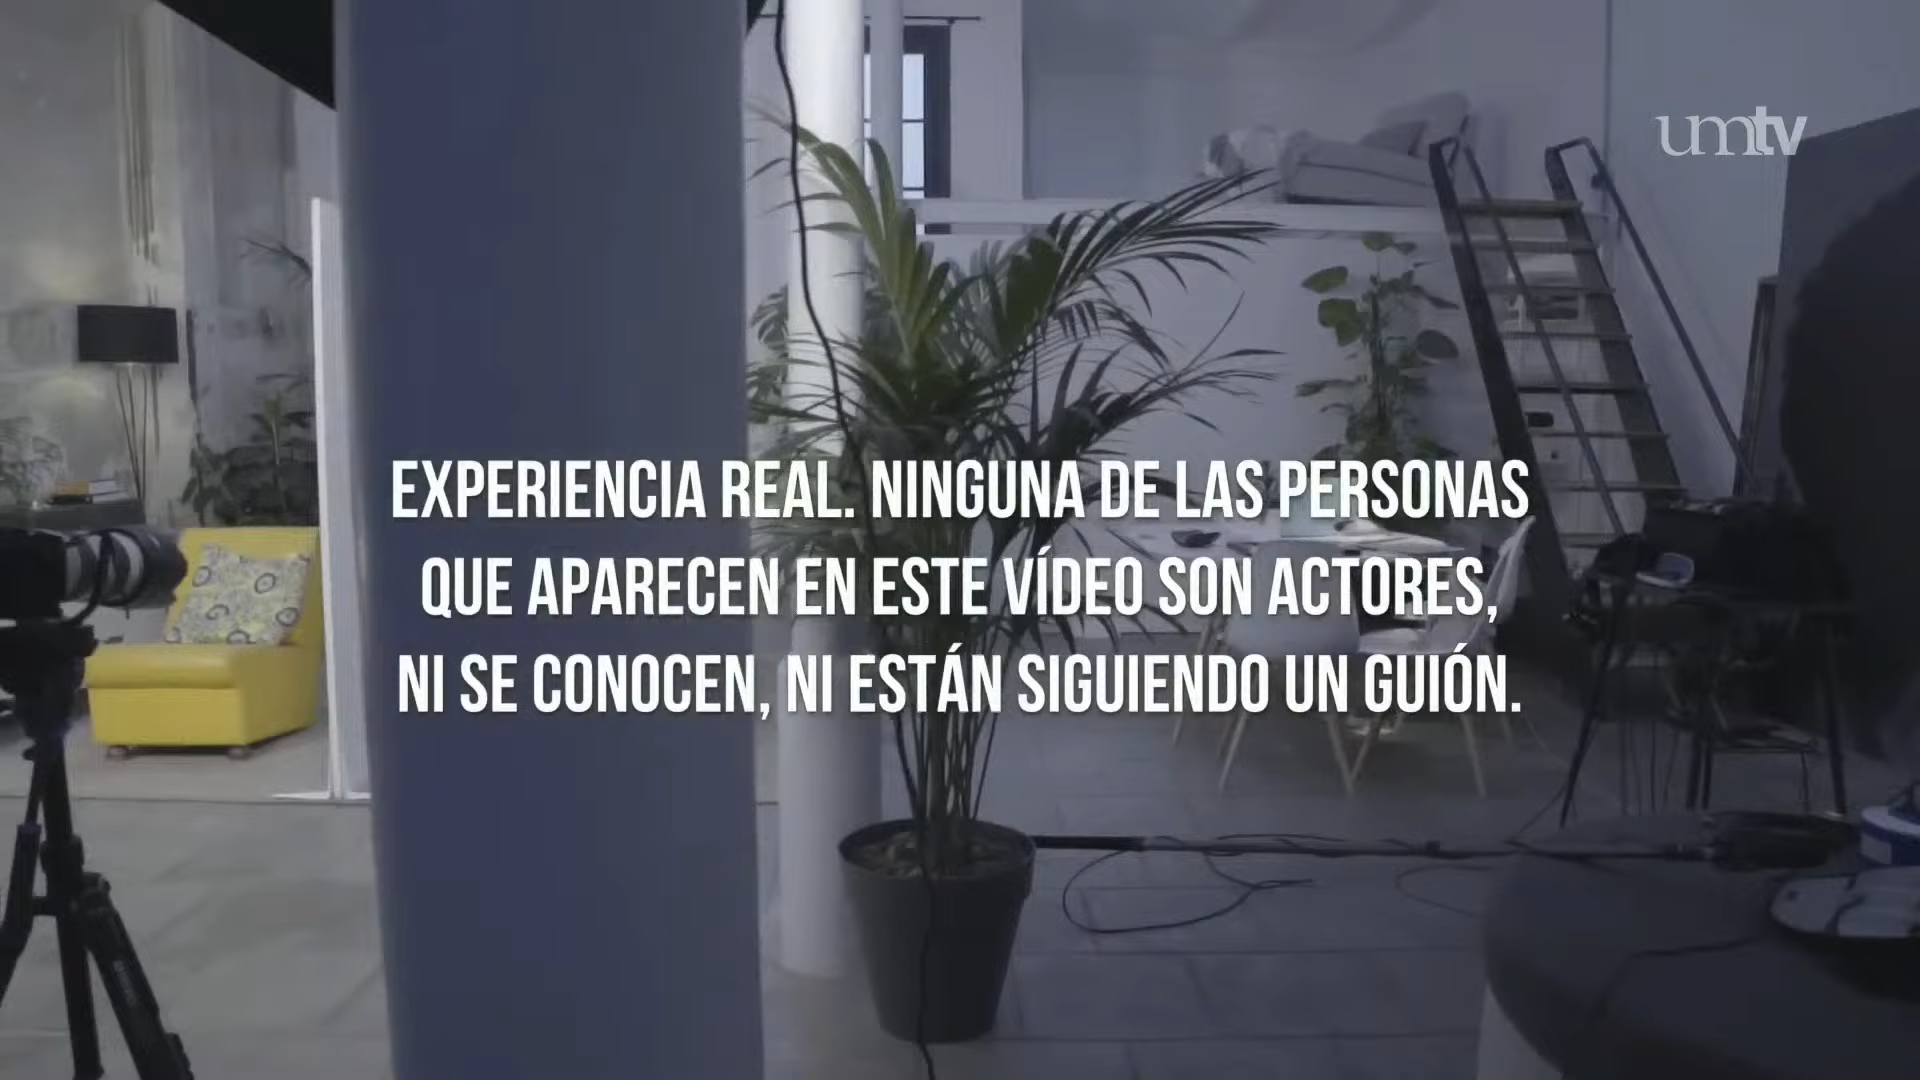 umtv
EXPERIENCIA REAL. NINGUNA DE LAS PERSONAS
QUE APARECEN EN ESTE VÍDEO SON ACTORES,
NI SE CONOCEN, NI ESTÁN SIGUIENDO UN GUIÓN.